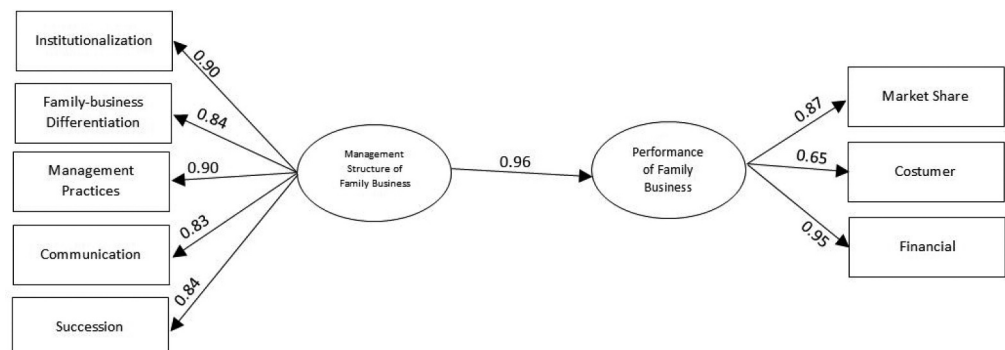 Institutionalization
0.90
Family-business
Differentiation
0.84
Management
Practices
0.90
Communication
0.83
Succession
0.84
Management
Structure of
Family Business
0.96
Performance
of Family
Business
0.87
Market Share
0.65
Costumer
0.95
Financial